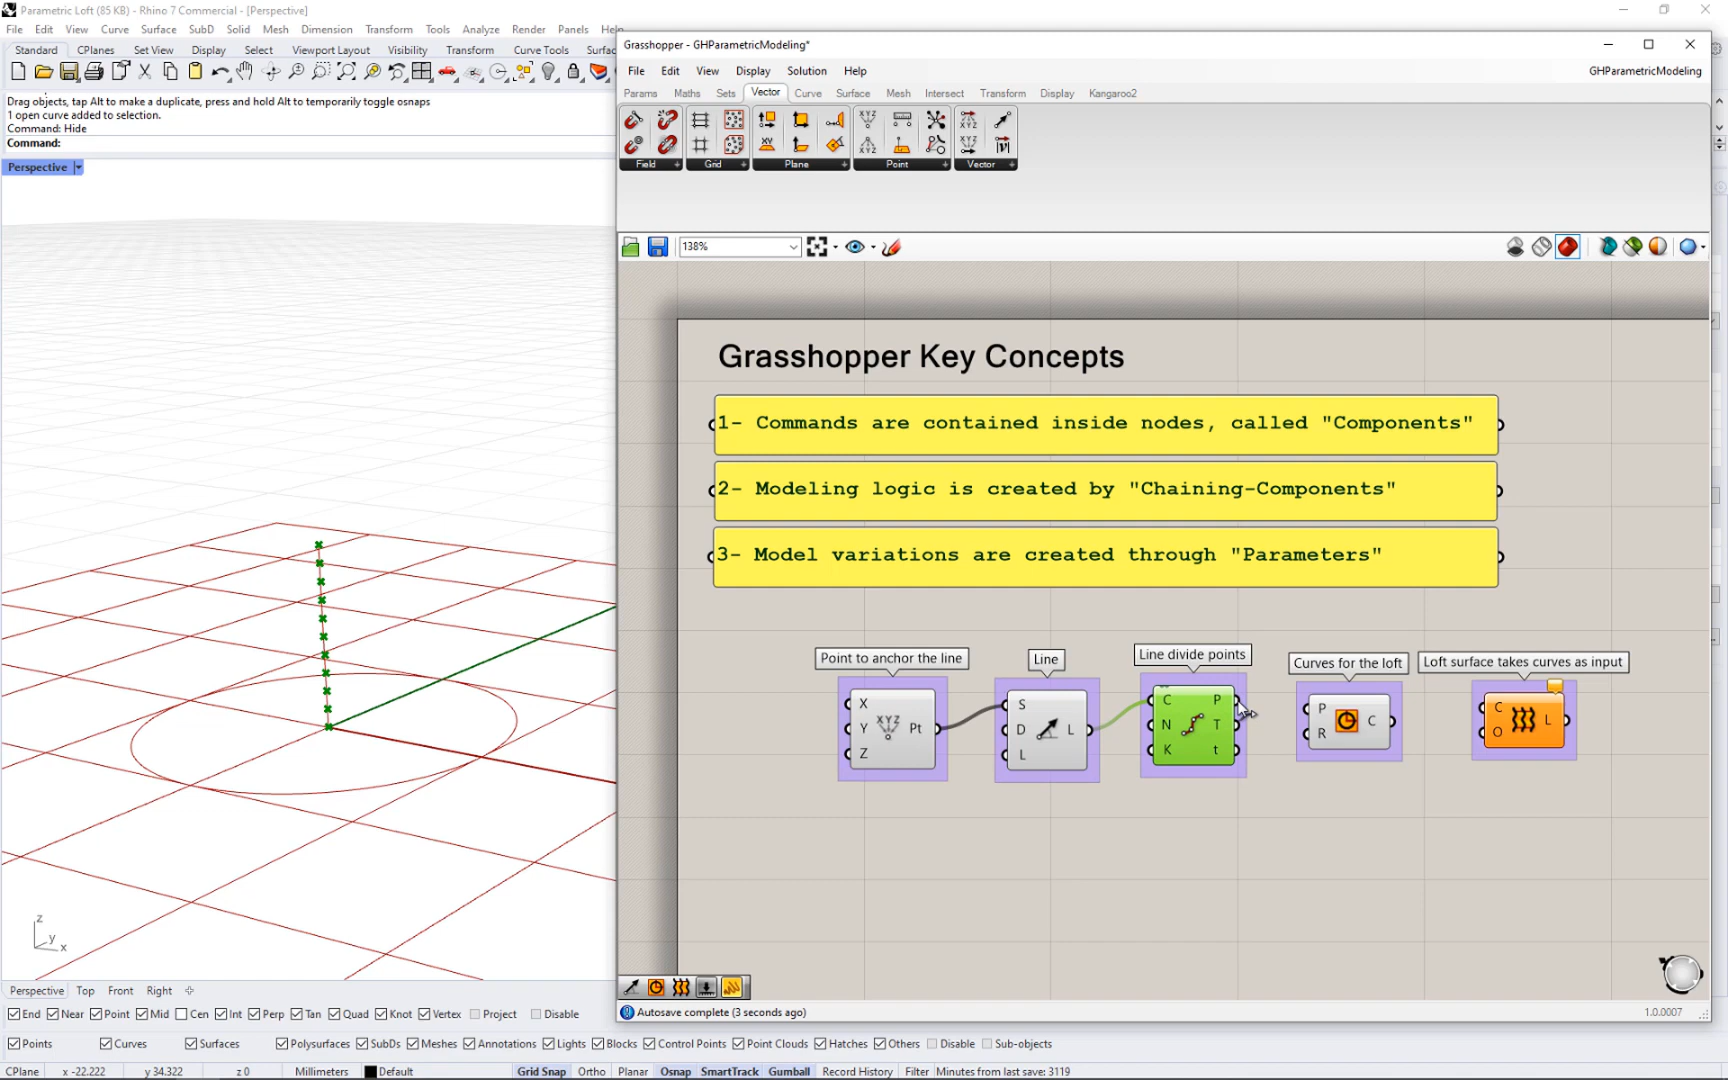 Parametric Loft (85 KB) - Rhino 7 Commercial - [Perspective]
File Edit View Curve Surface SubD Solid Mesh Dimension Transform Tools Analyze Render Panels
Standard CPlanes Set View Display Select Viewport Layout Visibility Transform Curve Tools
Drag objects, tap Alt to make a duplicate, press and hold Alt to temporarily toggle osnaps
1 open curve added to selection.
Command: Hide
Command:
Perspective
Grasshopper - GHParametricModeling*
File Edit View Display Solution Help
GHParametricModeling
Params Maths Sets Vector Curve Surface Mesh Intersect Transform Display Kangaroo2
Field Grid Plane Point Vector
138%
Grasshopper Key Concepts
1- Commands are contained inside nodes, called "Components"
2- Modeling logic is created by "Chaining-Components"
3- Model variations are created through "Parameters"
Point to anchor the line
X
Y
Z
XYZ
Pt
Line
S
D
L
L
Line divide points
C
N
K
P
T
t
Curves for the loft
P
R
C
Loft surface takes curves as input
C
O
L
z
y
x
Autosave complete (3 seconds ago)
1.0.0007
Perspective Top Front Right
End Near Point Mid Cen Int Perp Tan Quad Knot Vertex Project Disable
Points Curves Surfaces Polysurfaces SubDs Meshes Annotations Lights Blocks Control Points Point Clouds Hatches Others Disable Sub-objects
CPlane x -22.222 y 34.322 z 0 Millimeters Default Grid Snap Ortho Planar Osnap SmartTrack Gumball Record History Filter Minutes from last save: 3119